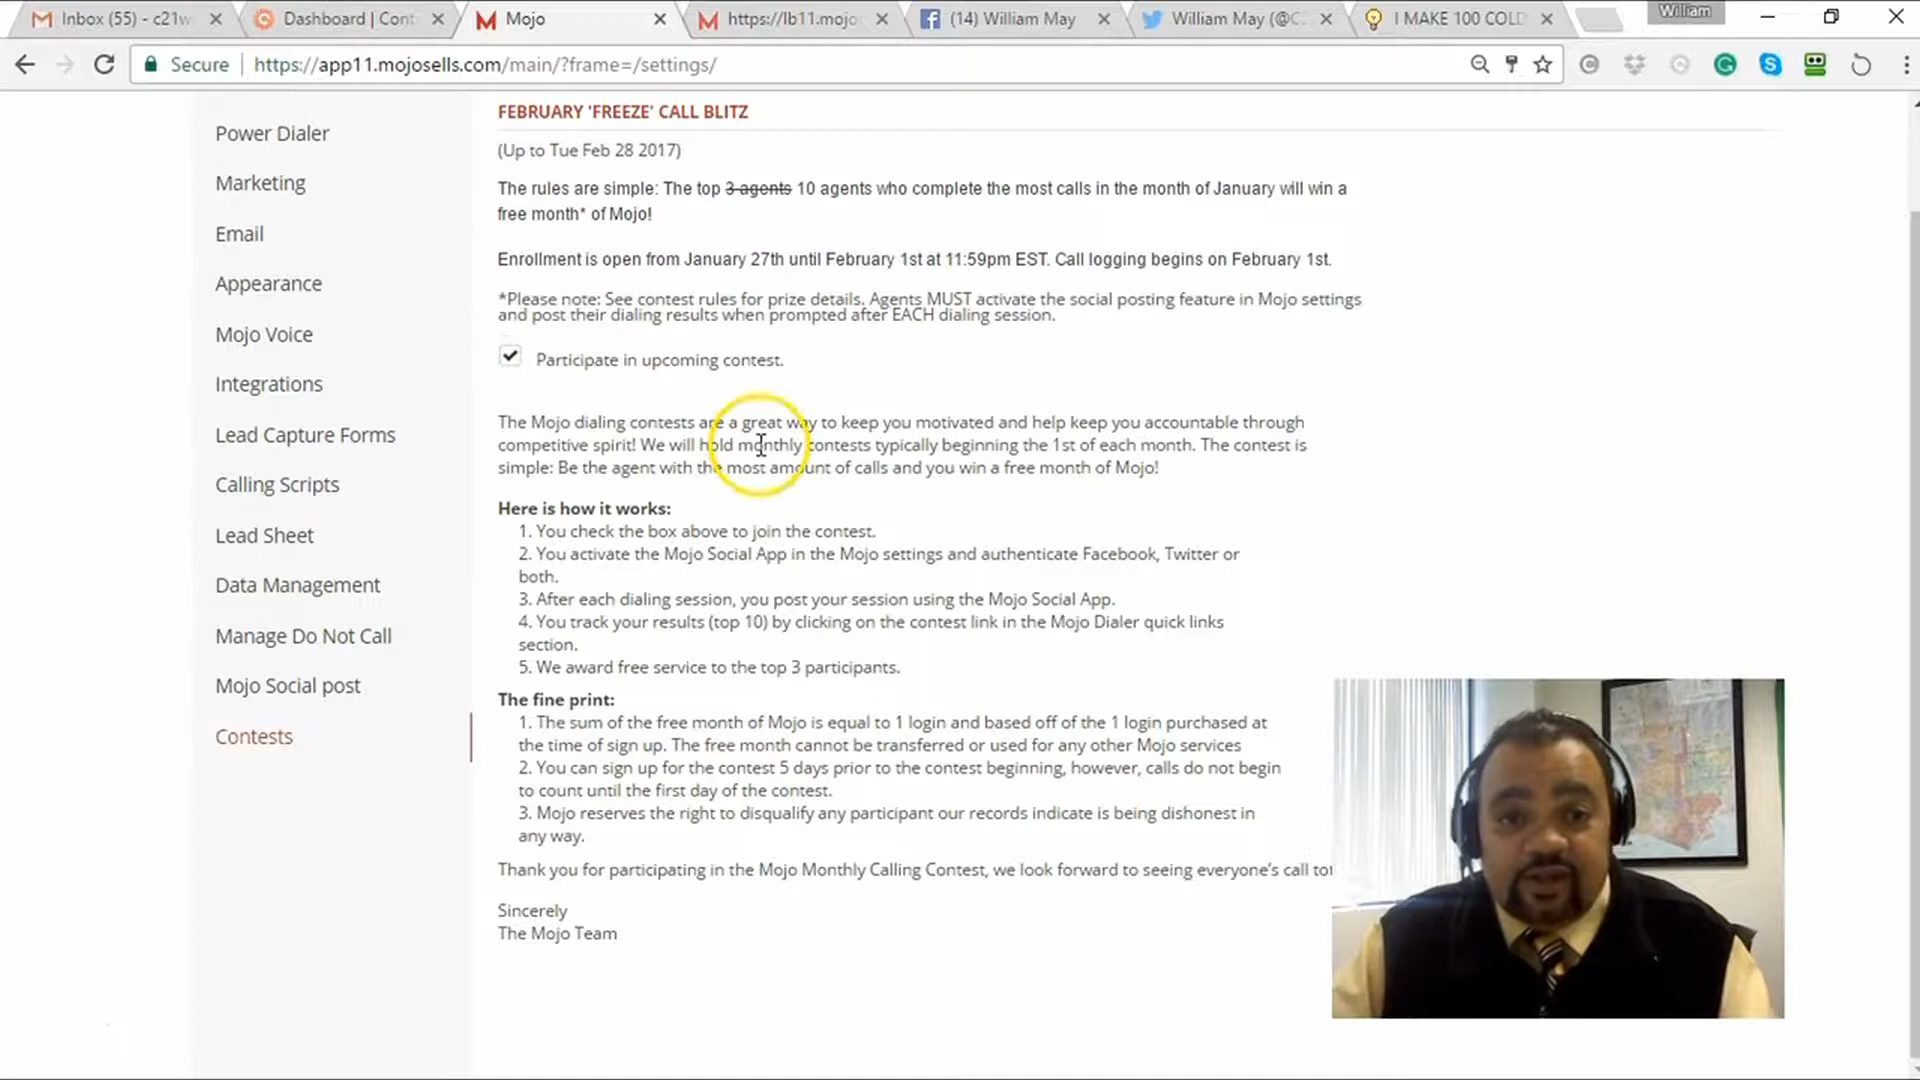 Inbox (55) - c21w
Dashboard | Cont
Mojo
https://lb11.mojo
(14) William May
William May (@C
I MAKE 100 COLD
William
Secure
https://app11.mojosells.com/main/?frame=/settings/
Power Dialer
Marketing
Email
Appearance
Mojo Voice
Integrations
Lead Capture Forms
Calling Scripts
Lead Sheet
Data Management
Manage Do Not Call
Mojo Social post
Contests
FEBRUARY 'FREEZE' CALL BLITZ
(Up to Tue Feb 28 2017)
The rules are simple: The top 3 agents 10 agents who complete the most calls in the month of January will win a
free month* of Mojo!
Enrollment is open from January 27th until February 1st at 11:59pm EST. Call logging begins on February 1st.
*Please note: See contest rules for prize details. Agents MUST activate the social posting feature in Mojo settings
and post their dialing results when prompted after EACH dialing session.
Participate in upcoming contest.
The Mojo dialing contests are a great way to keep you motivated and help keep you accountable through
competitive spirit! We will hold monthly contests typically beginning the 1st of each month. The contest is
simple: Be the agent with the most amount of calls and you win a free month of Mojo!
Here is how it works:
1. You check the box above to join the contest.
2. You activate the Mojo Social App in the Mojo settings and authenticate Facebook, Twitter or
both.
3. After each dialing session, you post your session using the Mojo Social App.
4. You track your results (top 10) by clicking on the contest link in the Mojo Dialer quick links
section.
5. We award free service to the top 3 participants.
The fine print:
1. The sum of the free month of Mojo is equal to 1 login and based off of the 1 login purchased at
the time of sign up. The free month cannot be transferred or used for any other Mojo services
2. You can sign up for the contest 5 days prior to the contest beginning, however, calls do not begin
to count until the first day of the contest.
3. Mojo reserves the right to disqualify any participant our records indicate is being dishonest in
any way.
Thank you for participating in the Mojo Monthly Calling Contest, we look forward to seeing everyone's call tot
Sincerely
The Mojo Team